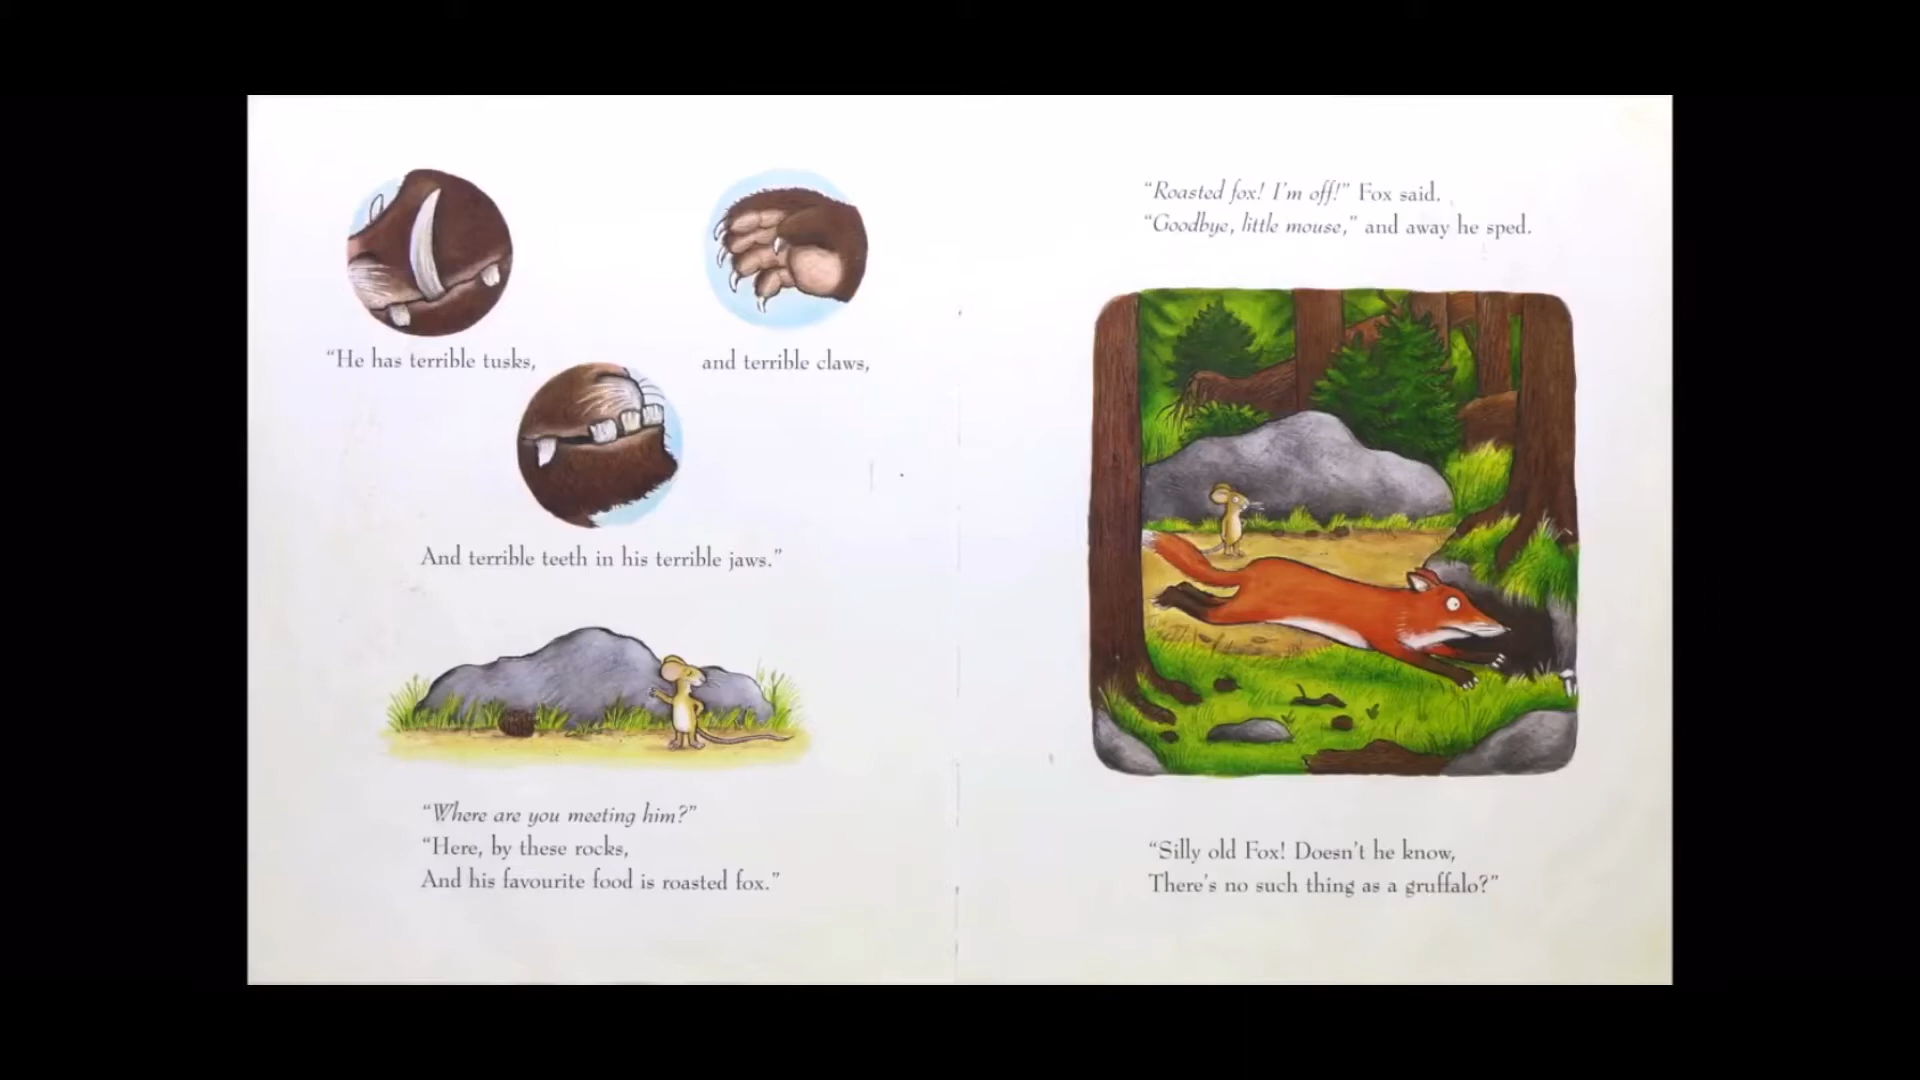 “He has terrible tusks,
and terrible claws,
And terrible teeth in his terrible jaws.”
“Where are you meeting him?”
“Here, by these rocks,
And his favourite food is roasted fox.”
“Roasted fox! I’m off!” Fox said.
“Goodbye, little mouse,” and away he sped.
“Silly old Fox! Doesn’t he know,
There’s no such thing as a gruffalo?”